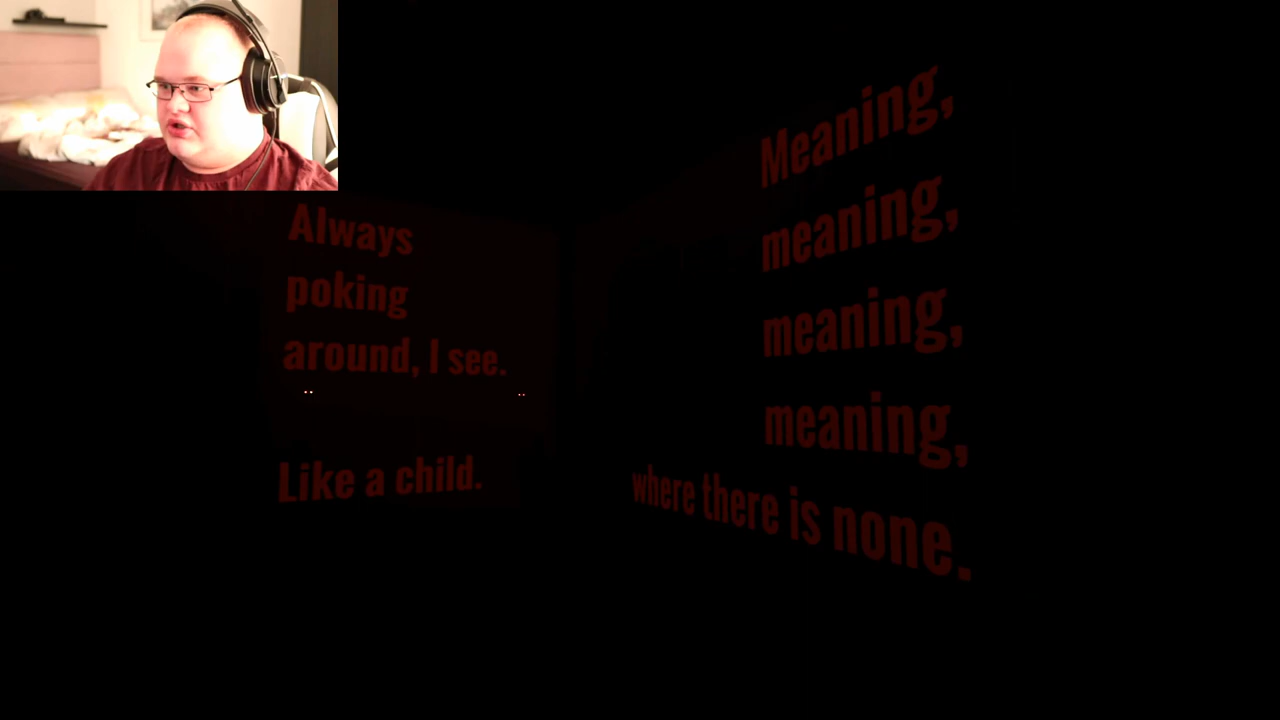 Always
poking
around, I see.
Like a child.
Meaning,
meaning,
meaning,
meaning,
where there is none.